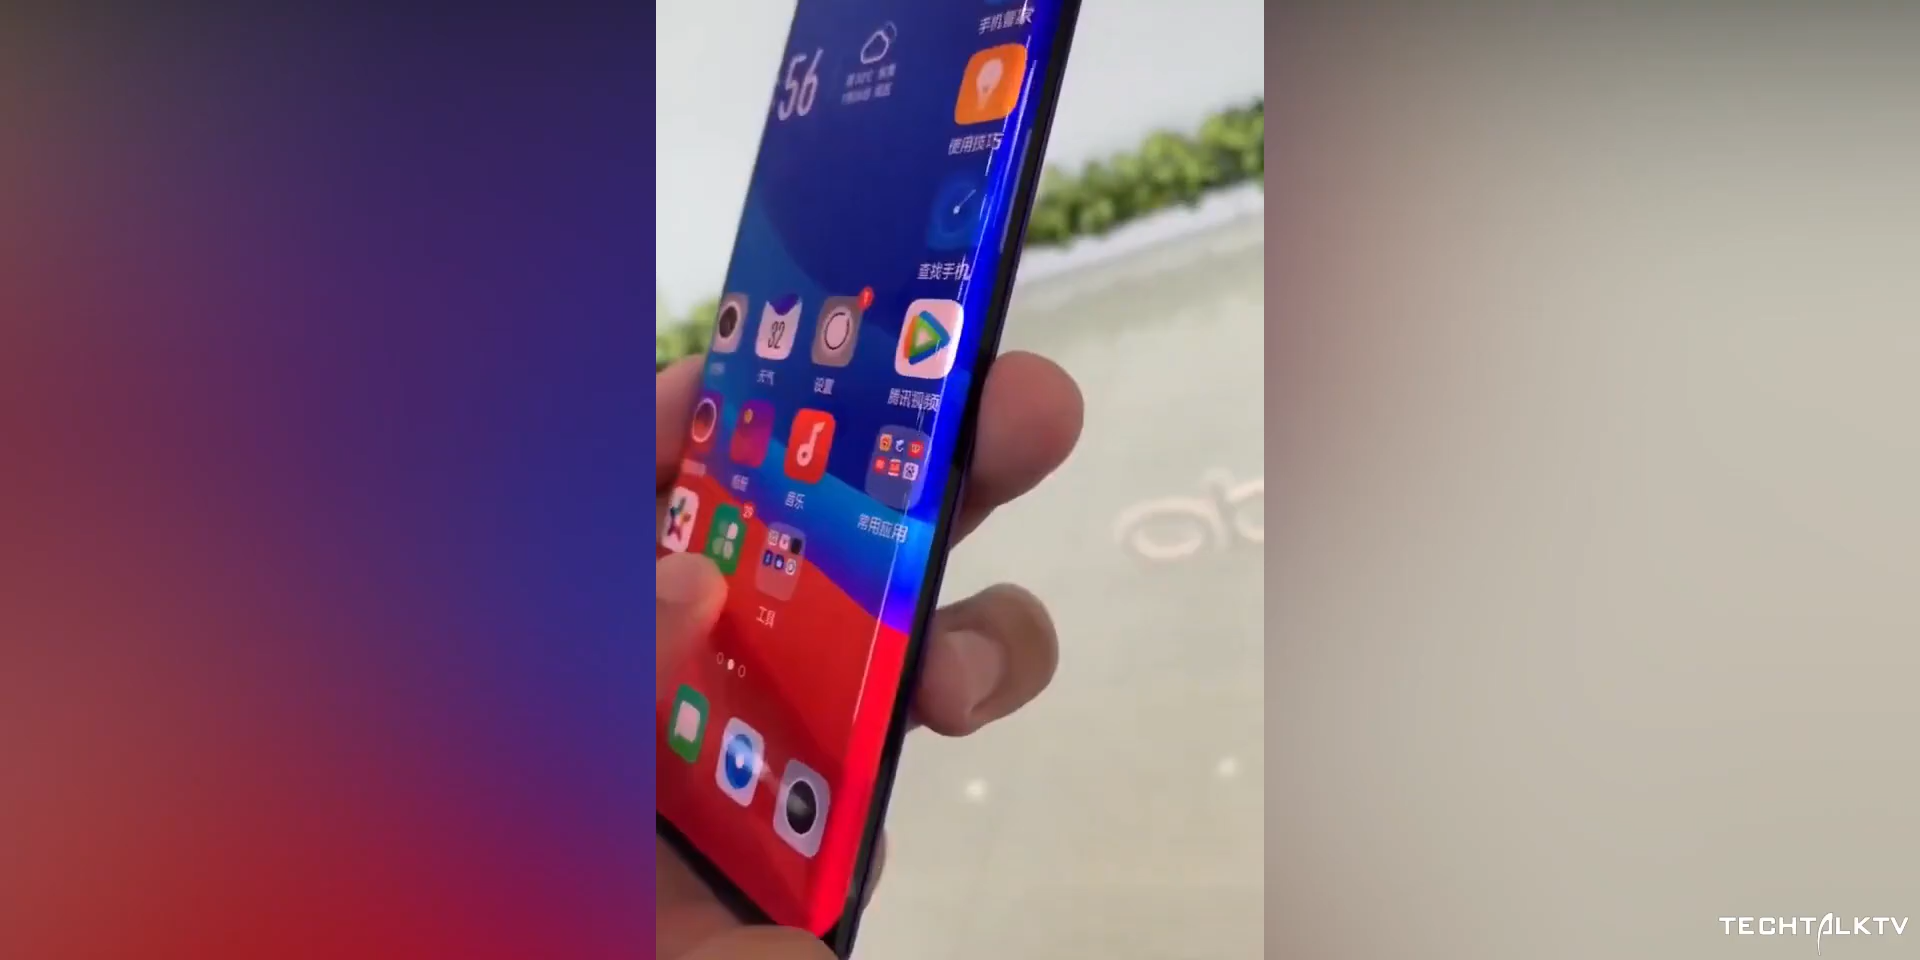 手机管家
56
使用技巧
查找手机
32
天气
设置
腾讯视频
音乐
常用应用
29
工具
TECHTALKTV